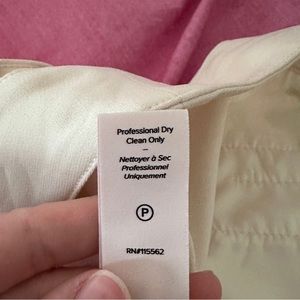 Professional Dry
Clean Only
—
Nettoyer à Sec
Professionnel
Uniquement
P
RN#115562